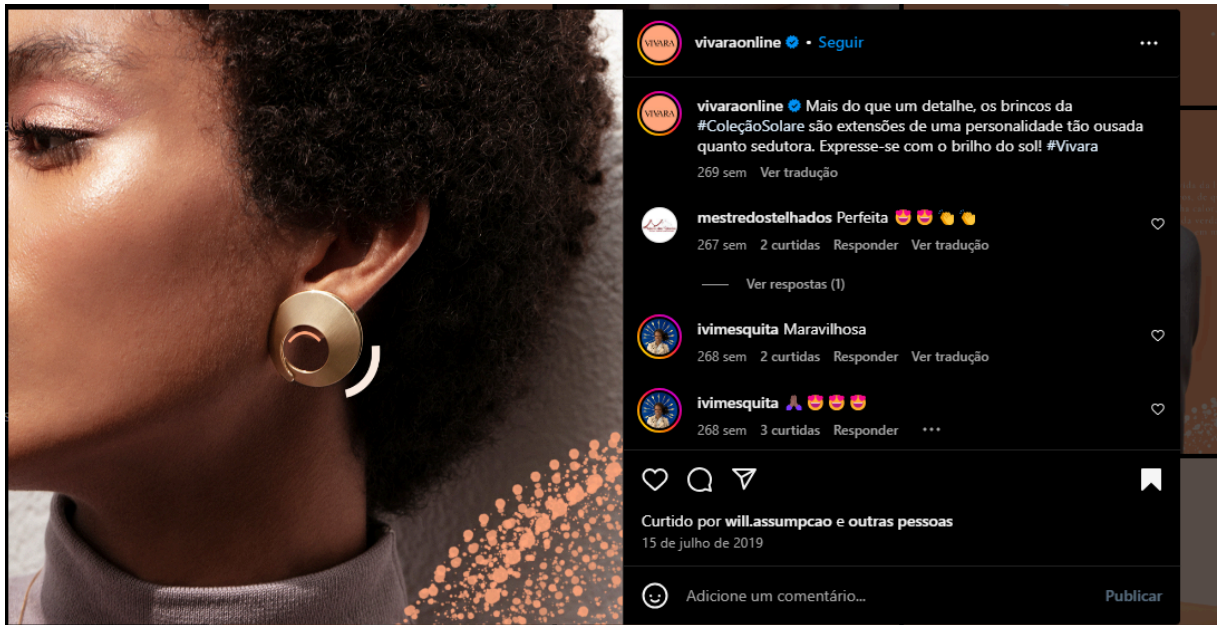 VIVARA
vivaraonline • Seguir
VIVARA
vivaraonline Mais do que um detalhe, os brincos da
#ColeçãoSolare são extensões de uma personalidade tão ousada
quanto sedutora. Expresse-se com o brilho do sol! #Vivara
269 sem Ver tradução
mestredostelhados Perfeita 🤩 🤩 👏 👏
267 sem 2 curtidas Responder Ver tradução
Ver respostas (1)
ivimesquita Maravilhosa
268 sem 2 curtidas Responder Ver tradução
ivimesquita 🙏🏾 🤩 🤩 🤩
268 sem 3 curtidas Responder
Curtido por will.assumpcao e outras pessoas
15 de julho de 2019
Adicione um comentário... Publicar